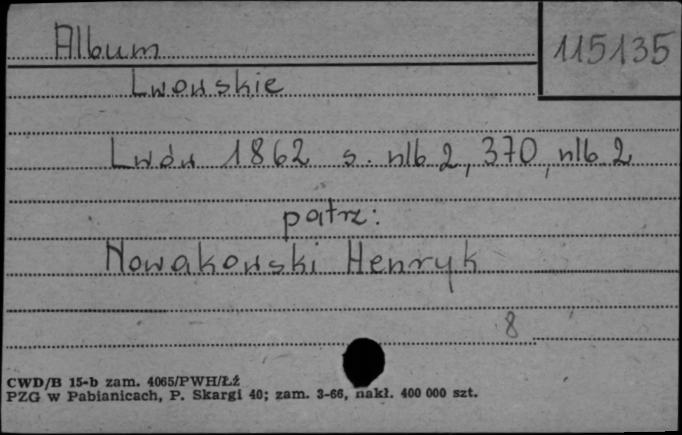 Album
115135
Lwowskie
Lwów 1862 s. nlb 2, 370, nlb 2
patrz:
Nowakowski Henryk
8
CWD/B 15-b zam. 4065/PWH/ŁŹ
PZG w Pabianicach, P. Skargi 40; zam. 3-66, nakł. 400 000 szt.